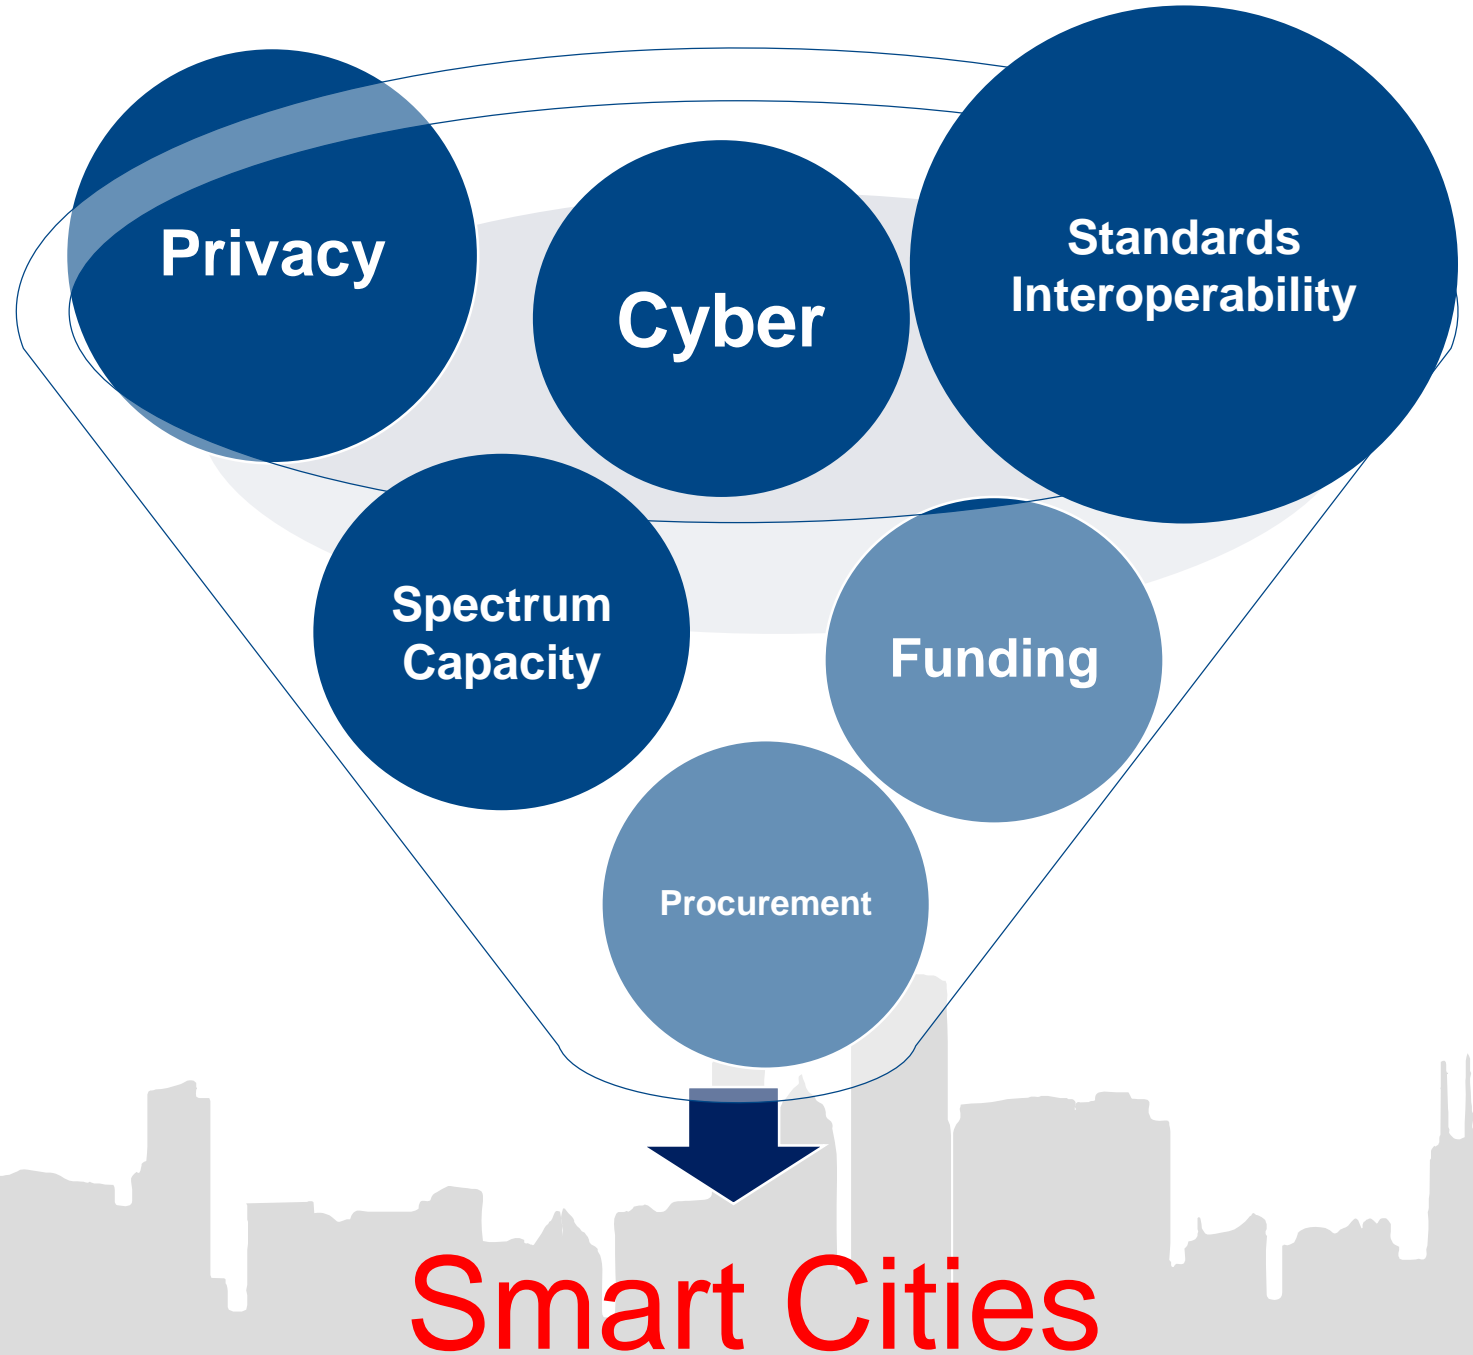 Privacy
Cyber
Standards
Interoperability
Spectrum
Capacity
Funding
Procurement
Smart Cities